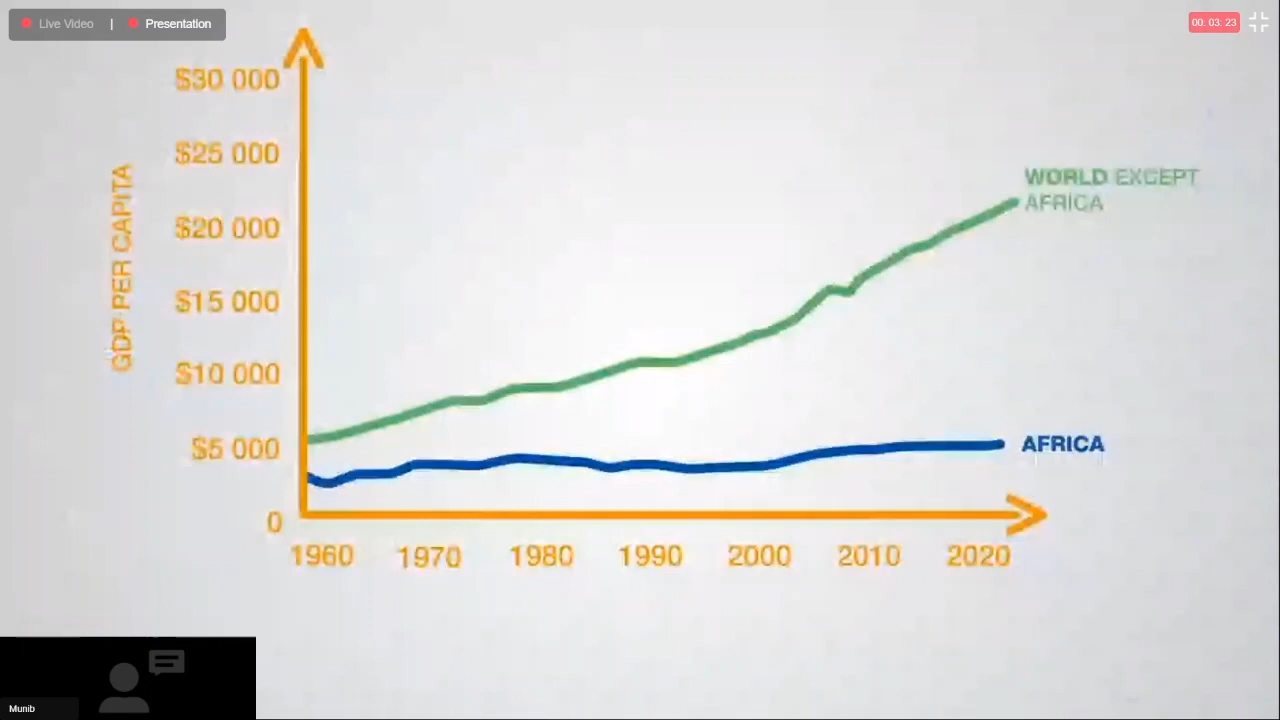 Live Video | Presentation
00: 03: 23
$30 000
$25 000
$20 000
$15 000
$10 000
$5 000
0
GDP PER CAPITA
WORLD EXCEPT
AFRICA
AFRICA
1960 1970 1980 1990 2000 2010 2020
Munib